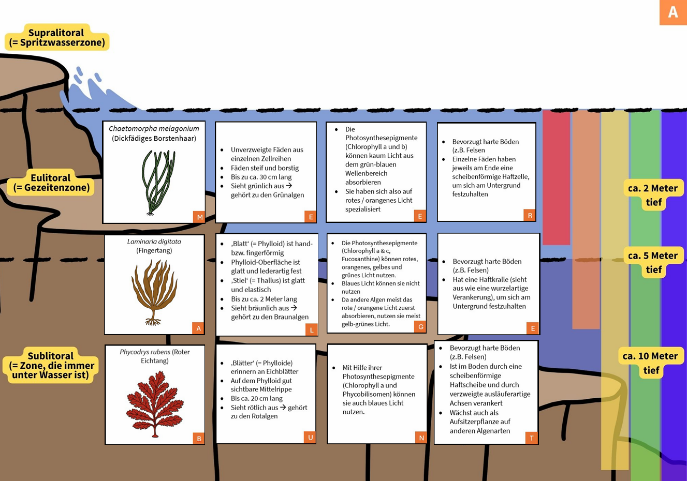 A
Supralitoral
(= Spritzwasserzone)
Eulitoral
(= Gezeitenzone)
Sublitoral
(= Zone, die immer
unter Wasser ist)
Chaetomorpha melagonium
(Dickfädiges Borstenhaar)
M
• Unverzweigte Fäden aus
einzelnen Zellreihen
• Fäden steif und borstig
• Bis zu ca. 30 cm lang
• Sieht grünlich aus →
gehört zu den Grünalgen
E
• Die
Photosynthesepigmente
(Chlorophyll a und b)
können kaum Licht aus
dem grün-blauen
Wellenbereich
absorbieren
• Sie haben sich also auf
rotes / orangenes Licht
spezialisiert
E
• Bevorzugt harte Böden
(z.B. Felsen
• Einzelne Fäden haben
jeweils am Ende eine
scheibenförmige Haftzelle,
um sich am Untergrund
festzuhalten
R
Laminaria digitata
(Fingertang)
A
• ‚Blatt' (= Phylloid) ist hand-
bzw. fingerförmig
• Phylloid-Oberfläche ist
glatt und lederartig fest
• ‚Stiel' (= Thallus) ist glatt
und elastisch
• Bis zu ca. 2 Meter lang
• Sieht bräunlich aus →
gehört zu den Braunalgen
L
• Die Photosynthesepigmente
(Chlorophyll a & c,
Fucoxanthine) können rotes,
orangenes, gelbes und
grünes Licht nutzen.
• Blaues Licht können sie nicht
nutzen
• Da andere Algen meist das
rote / orangene Licht zuerst
absorbieren, nutzen sie meist
gelb-grünes Licht.
G
• Bevorzugt harte Böden
(z.B. Felsen)
• Hat eine Haftkralle (sieht
aus wie eine wurzelartige
Verankerung), um sich am
Untergrund festzuhalten
E
Phycodrys rubens (Roter
Eichtang)
B
• ‚Blätter' (= Phylloide)
erinnern an Eichblätter
• Auf dem Phylloid gut
sichtbare Mittelrippe
• Bis ca. 20 cm lang
• Sieht rötlich aus → gehört
zu den Rotalgen
U
• Mit Hilfe ihrer
Photosynthesepigmente
(Chlorophyll a und
Phycobilisomen) können
sie auch blaues Licht
nutzen.
N
• Bevorzugt harte Böden
(z.B. Felsen)
• Ist im Boden durch eine
scheibenförmige
Haftscheibe und durch
verzweigte ausläuferartige
Achsen verankert
• Wächst auch als
Aufsitzerpflanze auf
anderen Algenarten
T
ca. 2 Meter
tief
ca. 5 Meter
tief
ca. 10 Meter
tief